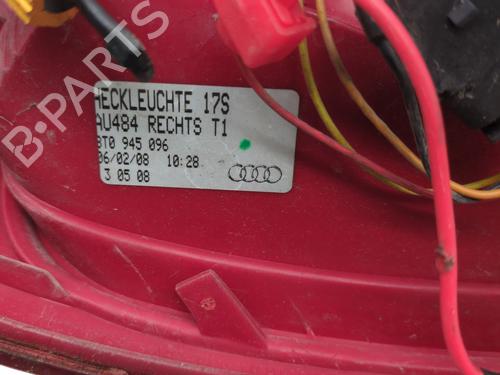 HECKLEUCHTE 17S
AU484 RECHTS T1
8T0 945 096
06/02/08 10:28
3 05 08
B-PARTS